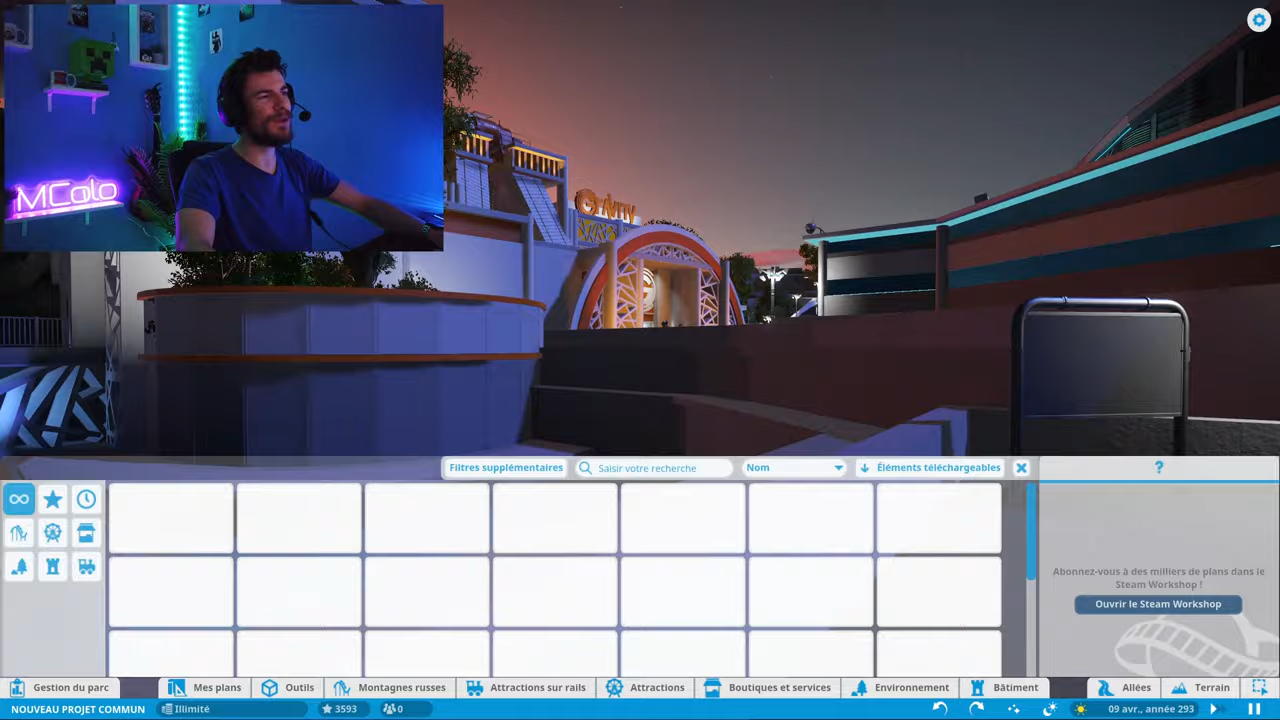 MColo
Filtres supplémentaires
Saisir votre recherche
Nom
Éléments téléchargeables
?
Abonnez-vous à des milliers de plans dans le
Steam Workshop !
Ouvrir le Steam Workshop
Gestion du parc
Mes plans
Outils
Montagnes russes
Attractions sur rails
Attractions
Boutiques et services
Environnement
Bâtiment
Allées
Terrain
NOUVEAU PROJET COMMUN
Illimité
3593
0
09 avr., année 293